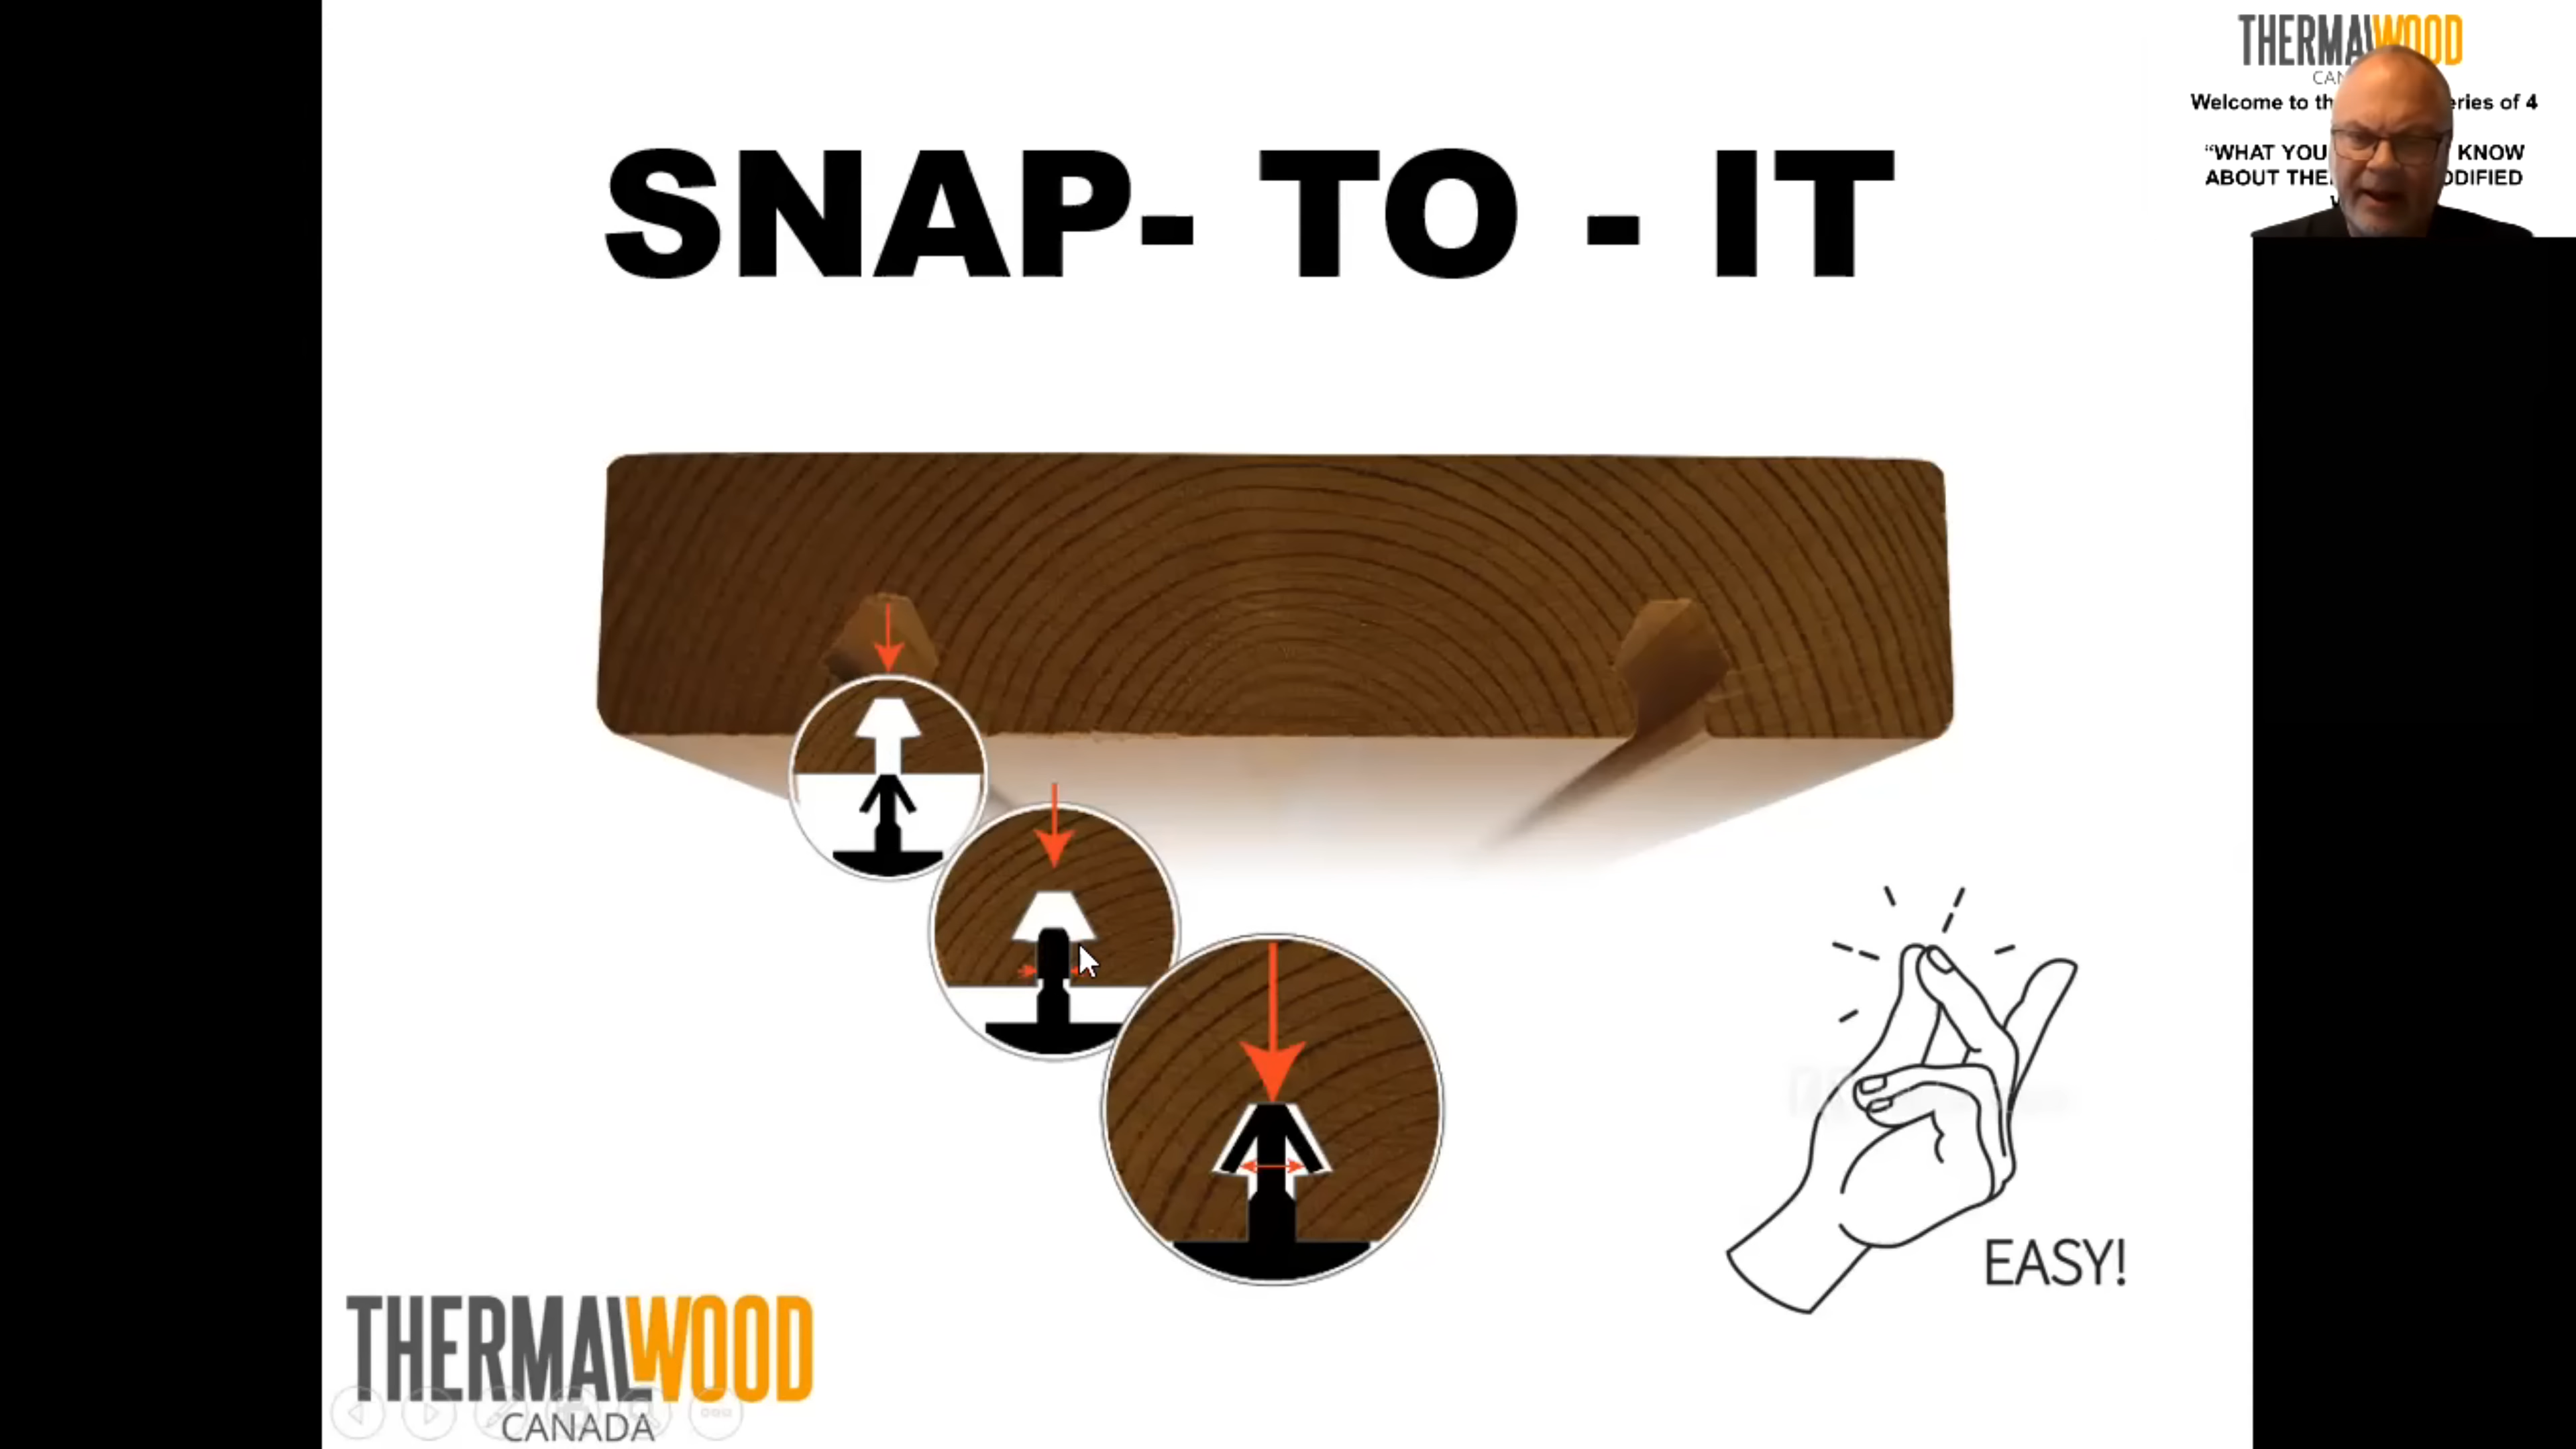 SNAP- TO - IT
THERMALWOOD
CAN
Welcome to th eries of 4
“WHAT YOU KNOW
ABOUT THE ODIFIED
EASY!
THERMALWOOD
CANADA